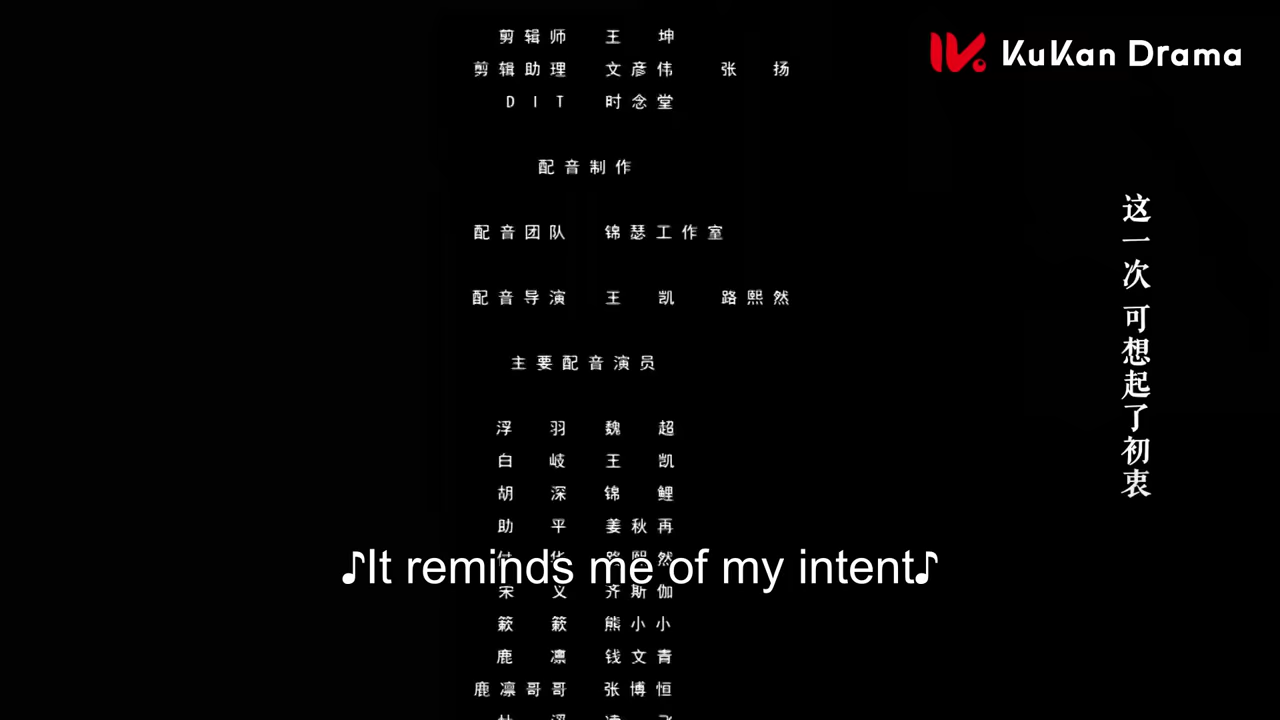 剪辑师 王 坤
KuKan Drama
剪辑助理 文彦伟 张 扬
DIT 时念堂
配音制作
配音团队 锦瑟工作室
配音导演 王 凯 路熙然
主要配音演员
浮 羽 魏 超
白 岐 王 凯
胡 深 锦 鲤
助 平 姜秋再
付 华 路熙然
♪It reminds me of my intent♪
宋 义 齐斯伽
簌 簌 熊小小
鹿 凛 钱文青
鹿凛哥哥 张博恒
这一次 可想起了初衷